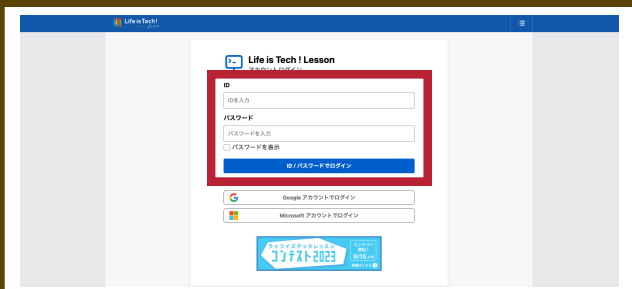 Life is Tech!
Life is Tech ! Lesson
アカウントログイン
ID
IDを入力
パスワード
パスワードを入力
パスワードを表示
ID / パスワードでログイン
Google アカウントでログイン
Microsoft アカウントでログイン
ライフイズテックレッスン
コンテスト2023
エントリー
開始!
9/15